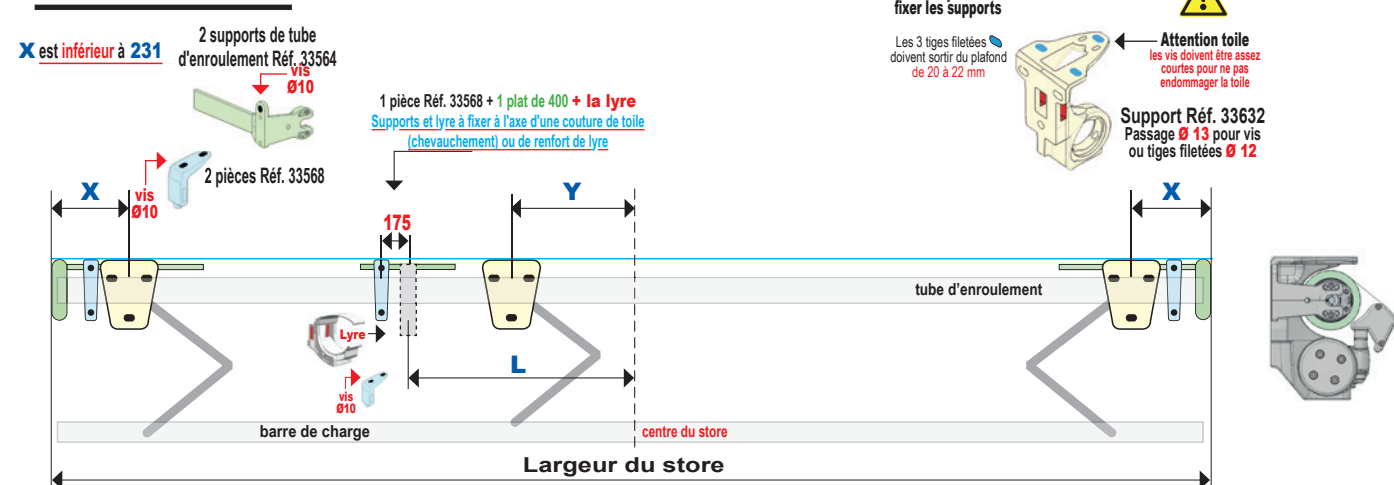 fixer les supports
X est inférieur à 231
2 supports de tube
d'enroulement Réf. 33564
vis
Ø10
Les 3 tiges filetées
doivent sortir du plafond
de 20 à 22 mm
Attention toile
les vis doivent être assez
courtes pour ne pas
endommager la toile
1 pièce Réf. 33568 + 1 plat de 400 + la lyre
Supports et lyre à fixer à l'axe d'une couture de toile
(chevauchement) ou de renfort de lyre
Support Réf. 33632
Passage Ø 13 pour vis
ou tiges filetées Ø 12
2 pièces Réf. 33568
vis
Ø10
X
Y
X
175
tube d'enroulement
Lyre
L
vis
Ø10
barre de charge
centre du store
Largeur du store